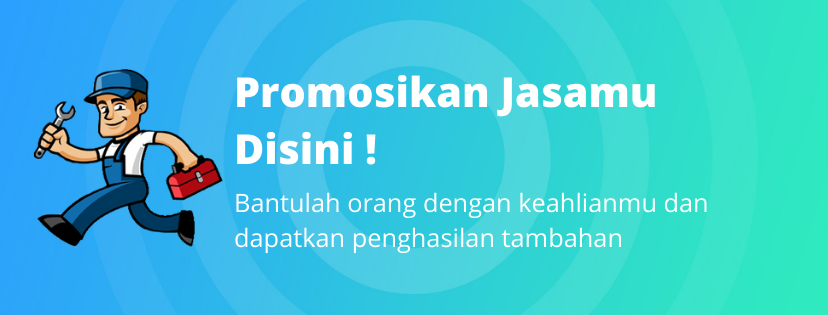 Promosikan Jasamu
Disini !
Bantulah orang dengan keahlianmu dan
dapatkan penghasilan tambahan